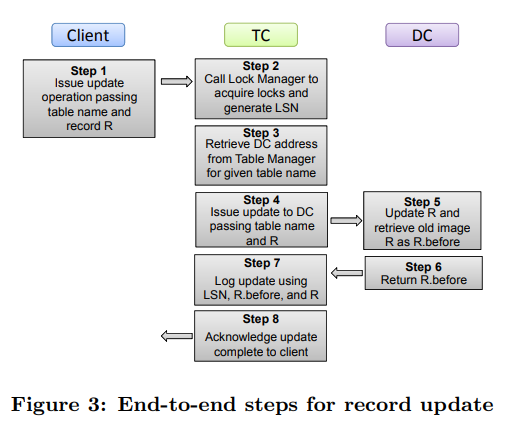 Client
TC
DC
Step 1
Issue update
operation passing
table name and
record R
Step 2
Call Lock Manager to
acquire locks and
generate LSN
Step 3
Retrieve DC address
from Table Manager
for given table name
Step 4
Issue update to DC
passing table name
and R
Step 5
Update R and
retrieve old image
R as R.before
Step 6
Return R.before
Step 7
Log update using
LSN, R.before, and R
Step 8
Acknowledge update
complete to client
Figure 3: End-to-end steps for record update